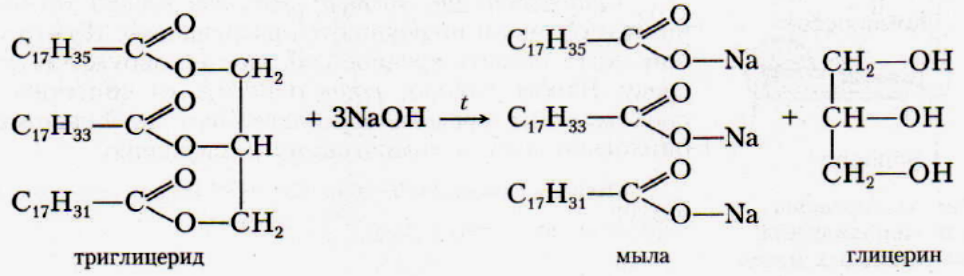 C₁₇H₃₅—C O O—CH₂
C₁₇H₃₃—C O O—CH
C₁₇H₃₁—C O O—CH₂
триглицерид
+ 3NaOH
t
C₁₇H₃₅—C O O—Na
C₁₇H₃₃—C O O—Na
C₁₇H₃₁—C O O—Na
мыла
+
CH₂—OH
CH—OH
CH₂—OH
глицерин